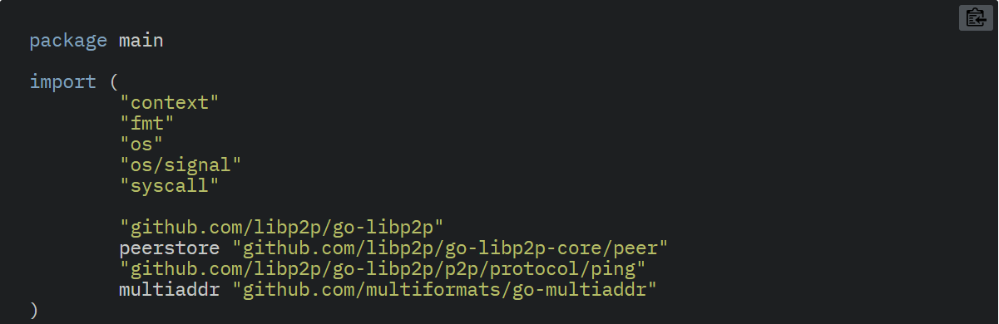 package main
import (
"context"
"fmt"
"os"
"os/signal"
"syscall"
"github.com/libp2p/go-libp2p"
peerstore "github.com/libp2p/go-libp2p-core/peer"
"github.com/libp2p/go-libp2p/p2p/protocol/ping"
multiaddr "github.com/multiformats/go-multiaddr"
)